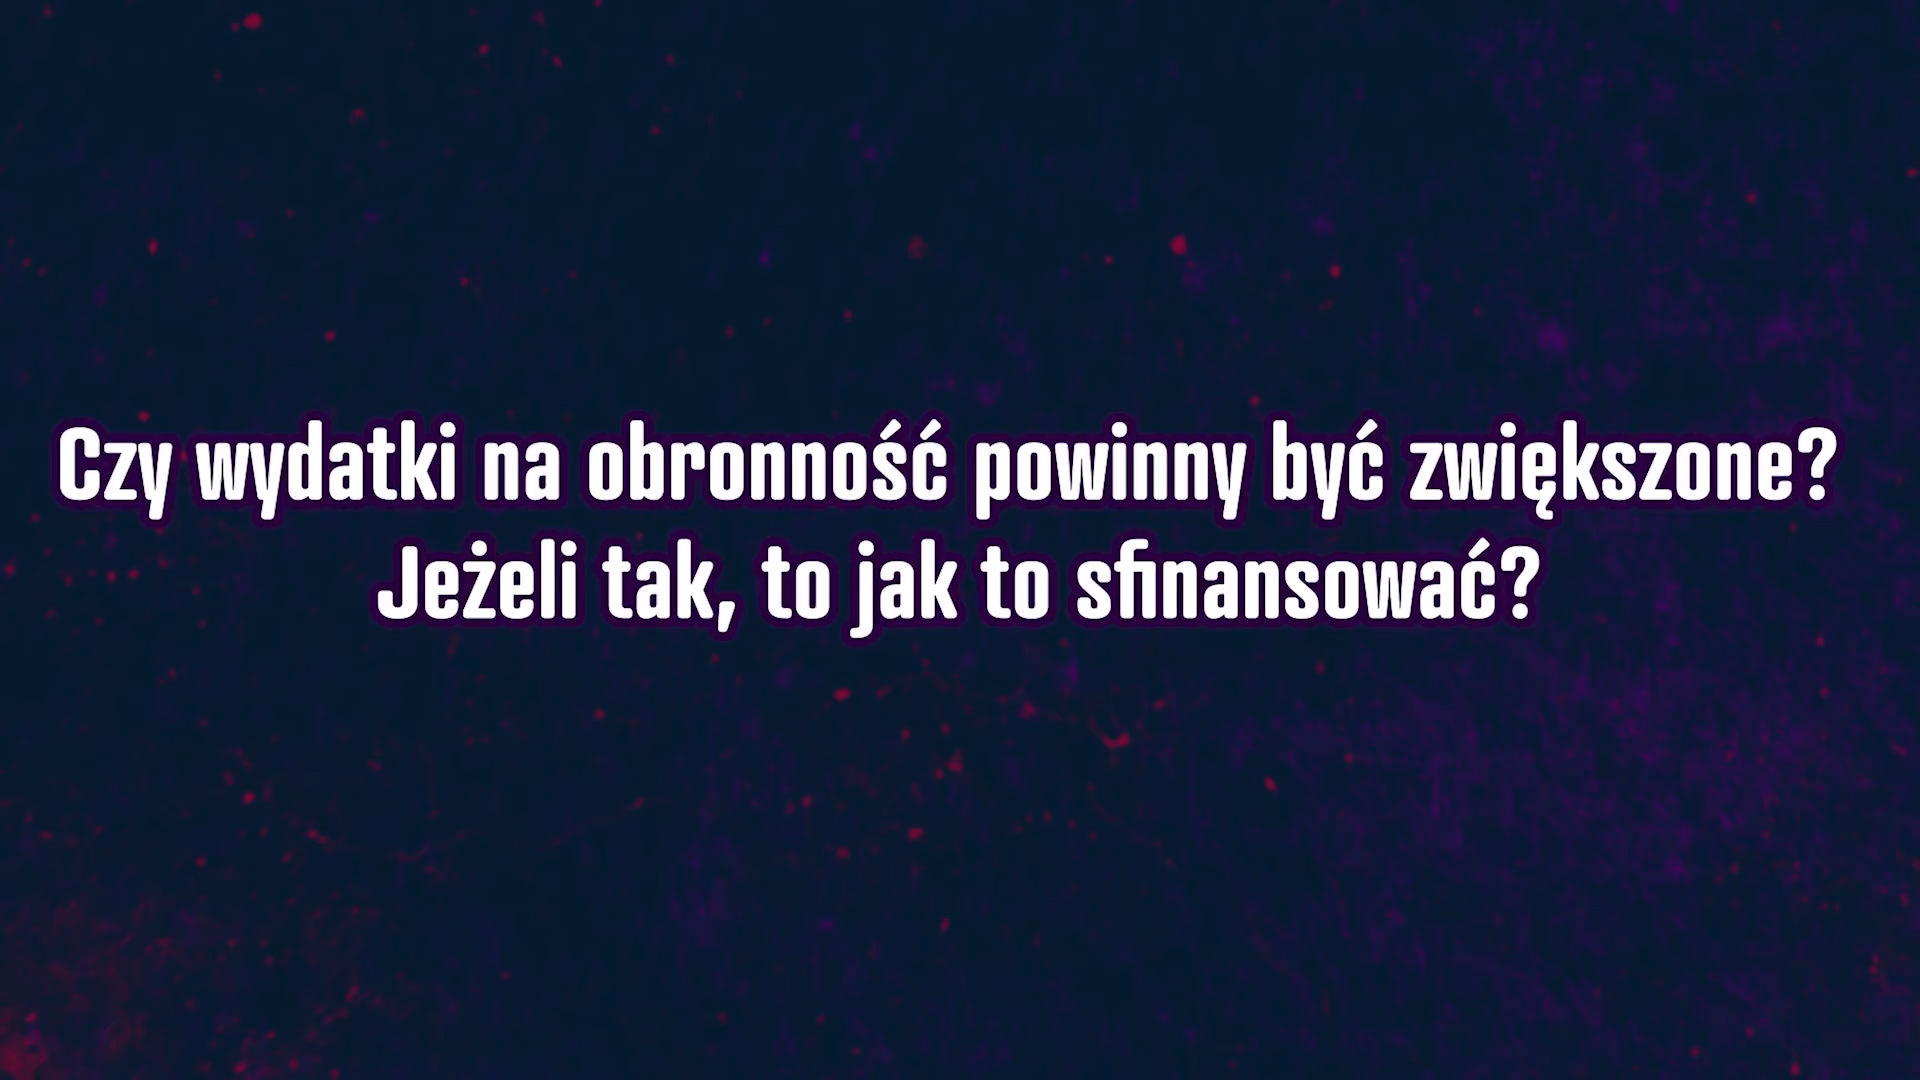 Czy wydatki na obronność powinny być zwiększone?
Jeżeli tak, to jak to sfinansować?